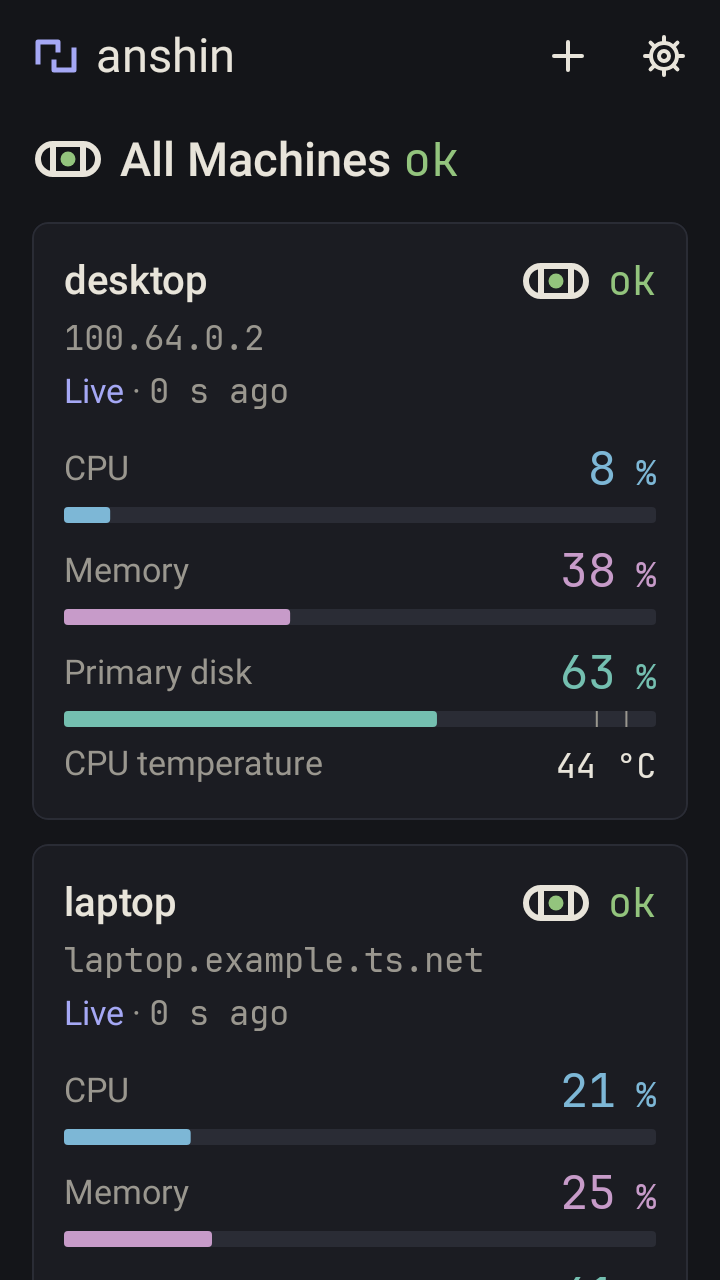 anshin
All Machines ok
desktop ok
100.64.0.2
Live · 0 s ago
CPU 8 %
Memory 38 %
Primary disk 63 %
CPU temperature 44 °C
laptop ok
laptop.example.ts.net
Live · 0 s ago
CPU 21 %
Memory 25 %